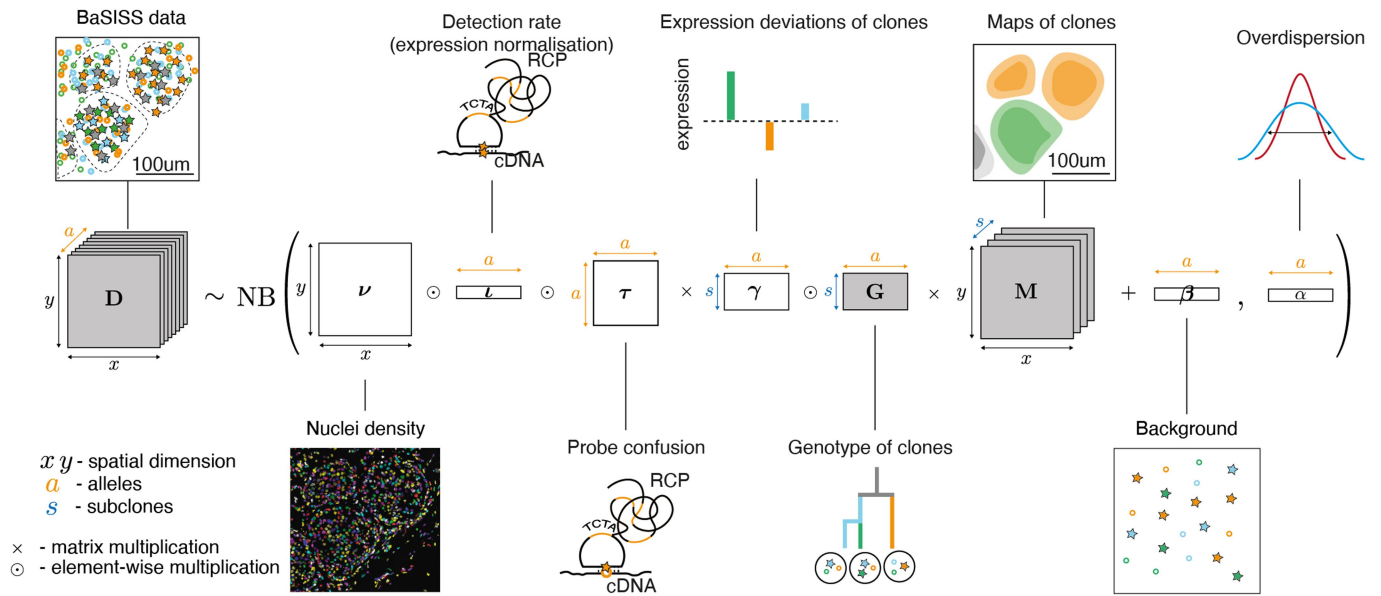 BaSISS data
Detection rate
(expression normalisation)
Expression deviations of clones
Maps of clones
Overdispersion
RCP
TCTA
cDNA
expression
100um
100um
a
y
D
x
∼ NB
(
y
ν
x
⊙
a
ι
⊙
a
a
τ
×
a
s
γ
⊙
a
s
G
×
s
y
M
x
+
a
β
,
a
α
)
Nuclei density
Probe confusion
Genotype of clones
Background
RCP
TCTA
cDNA
x y - spatial dimension
a - alleles
s - subclones
× - matrix multiplication
⊙ - element-wise multiplication